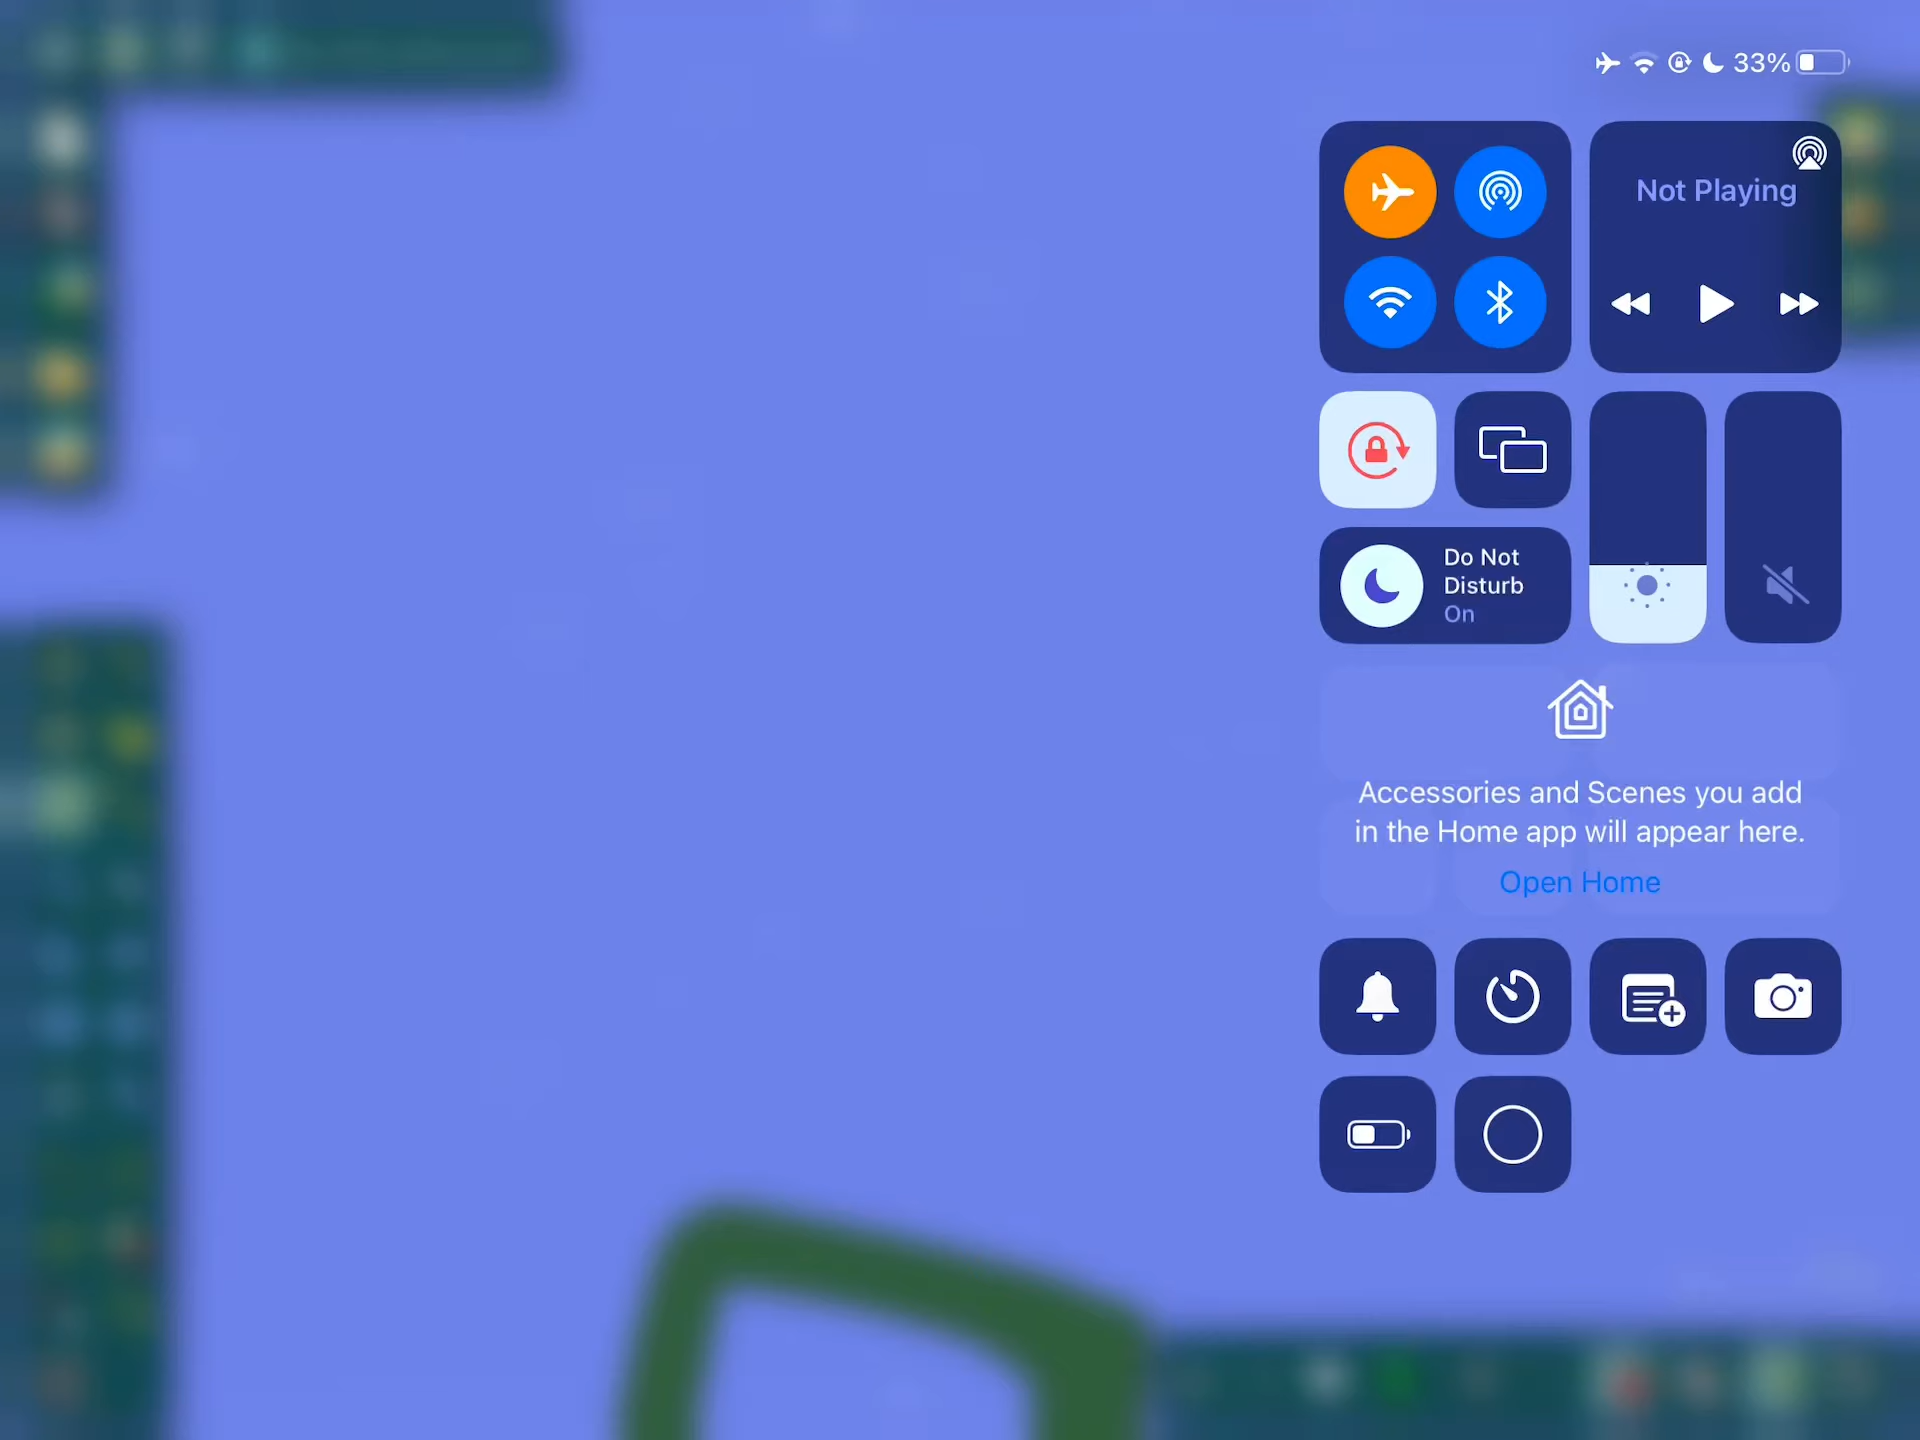 33%
Not Playing
Do Not
Disturb
On
Accessories and Scenes you add
in the Home app will appear here.
Open Home